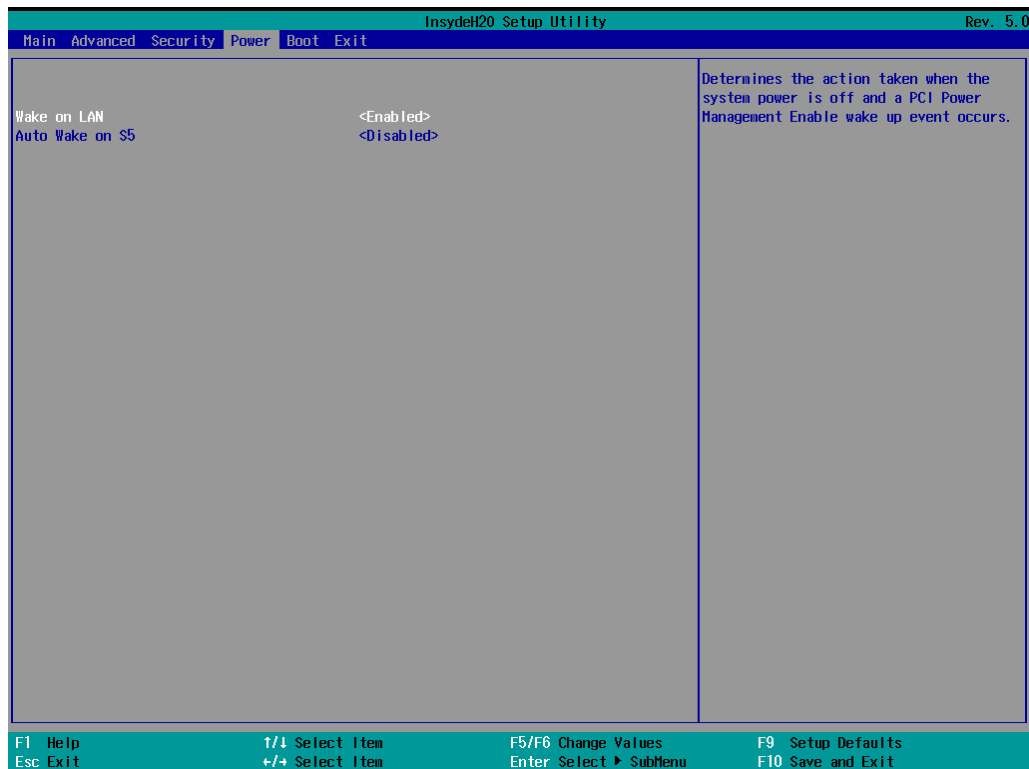 InsydeH20 Setup Utility Rev. 5.0
Main Advanced Security Power Boot Exit
Determines the action taken when the
system power is off and a PCI Power
Wake on LAN <Enabled> Management Enable wake up event occurs.
Auto Wake on S5 <Disabled>
F1 Help ↑/↓ Select Item F5/F6 Change Values F9 Setup Defaults
Esc Exit ←/→ Select Item Enter Select ▶ SubMenu F10 Save and Exit